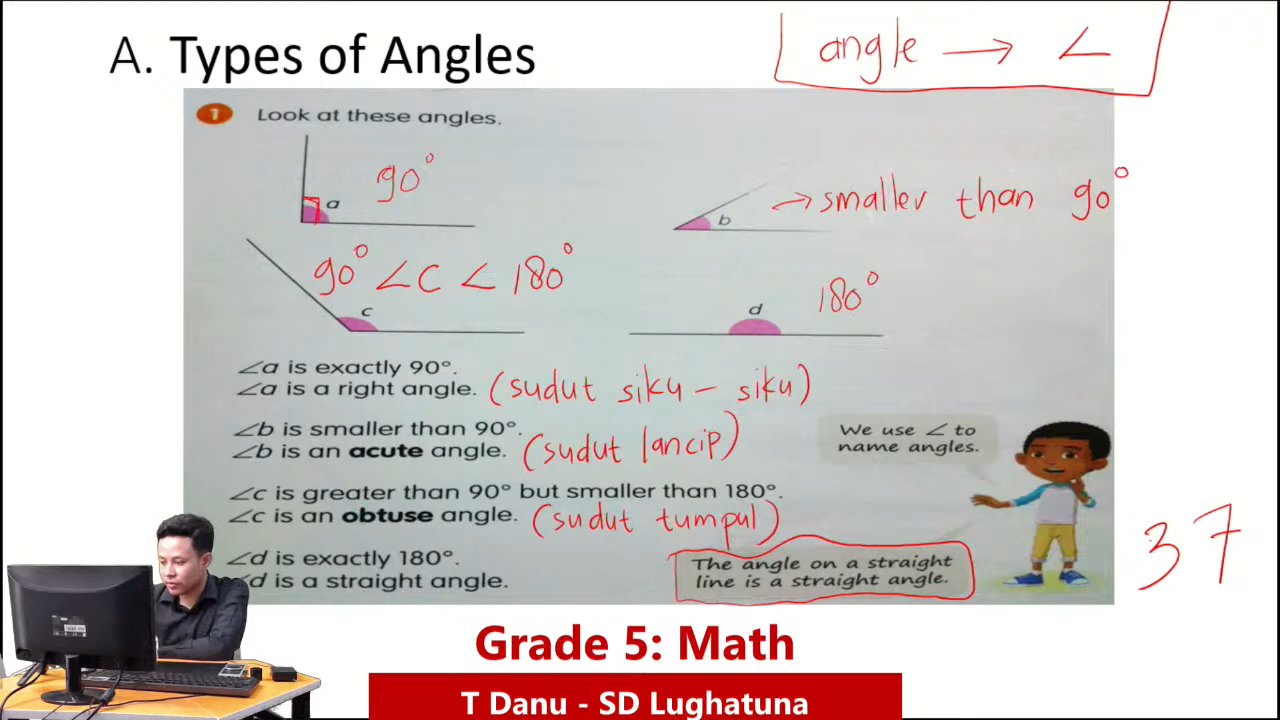 A. Types of Angles
angle → ∠
1 Look at these angles.
90°
a
b
→ smaller than 90°
90° ∠ C ∠ 180°
c
d
180°
∠a is exactly 90°.
∠a is a right angle. (sudut siku - siku)
∠b is smaller than 90°.
∠b is an acute angle. (sudut lancip)
∠c is greater than 90° but smaller than 180°.
∠c is an obtuse angle. (sudut tumpul)
∠d is exactly 180°.
∠d is a straight angle.
We use ∠ to
name angles.
The angle on a straight
line is a straight angle.
37
Grade 5: Math
T Danu - SD Lughatuna